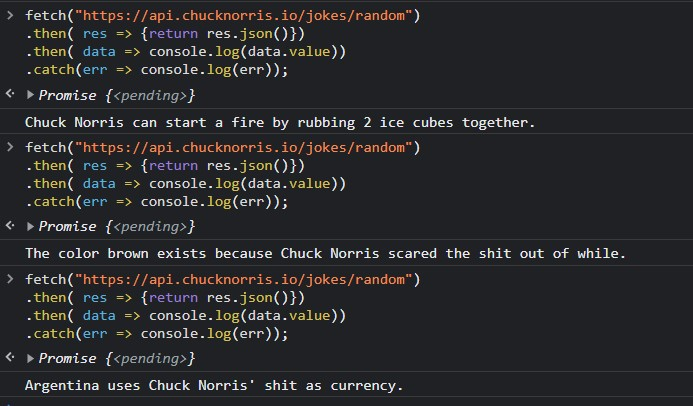 > fetch("https://api.chucknorris.io/jokes/random")
.then( res => {return res.json()})
.then( data => console.log(data.value))
.catch(err => console.log(err));
Promise {<pending>}
Chuck Norris can start a fire by rubbing 2 ice cubes together.
> fetch("https://api.chucknorris.io/jokes/random")
.then( res => {return res.json()})
.then( data => console.log(data.value))
.catch(err => console.log(err));
Promise {<pending>}
The color brown exists because Chuck Norris scared the shit out of while.
> fetch("https://api.chucknorris.io/jokes/random")
.then( res => {return res.json()})
.then( data => console.log(data.value))
.catch(err => console.log(err));
Promise {<pending>}
Argentina uses Chuck Norris' shit as currency.